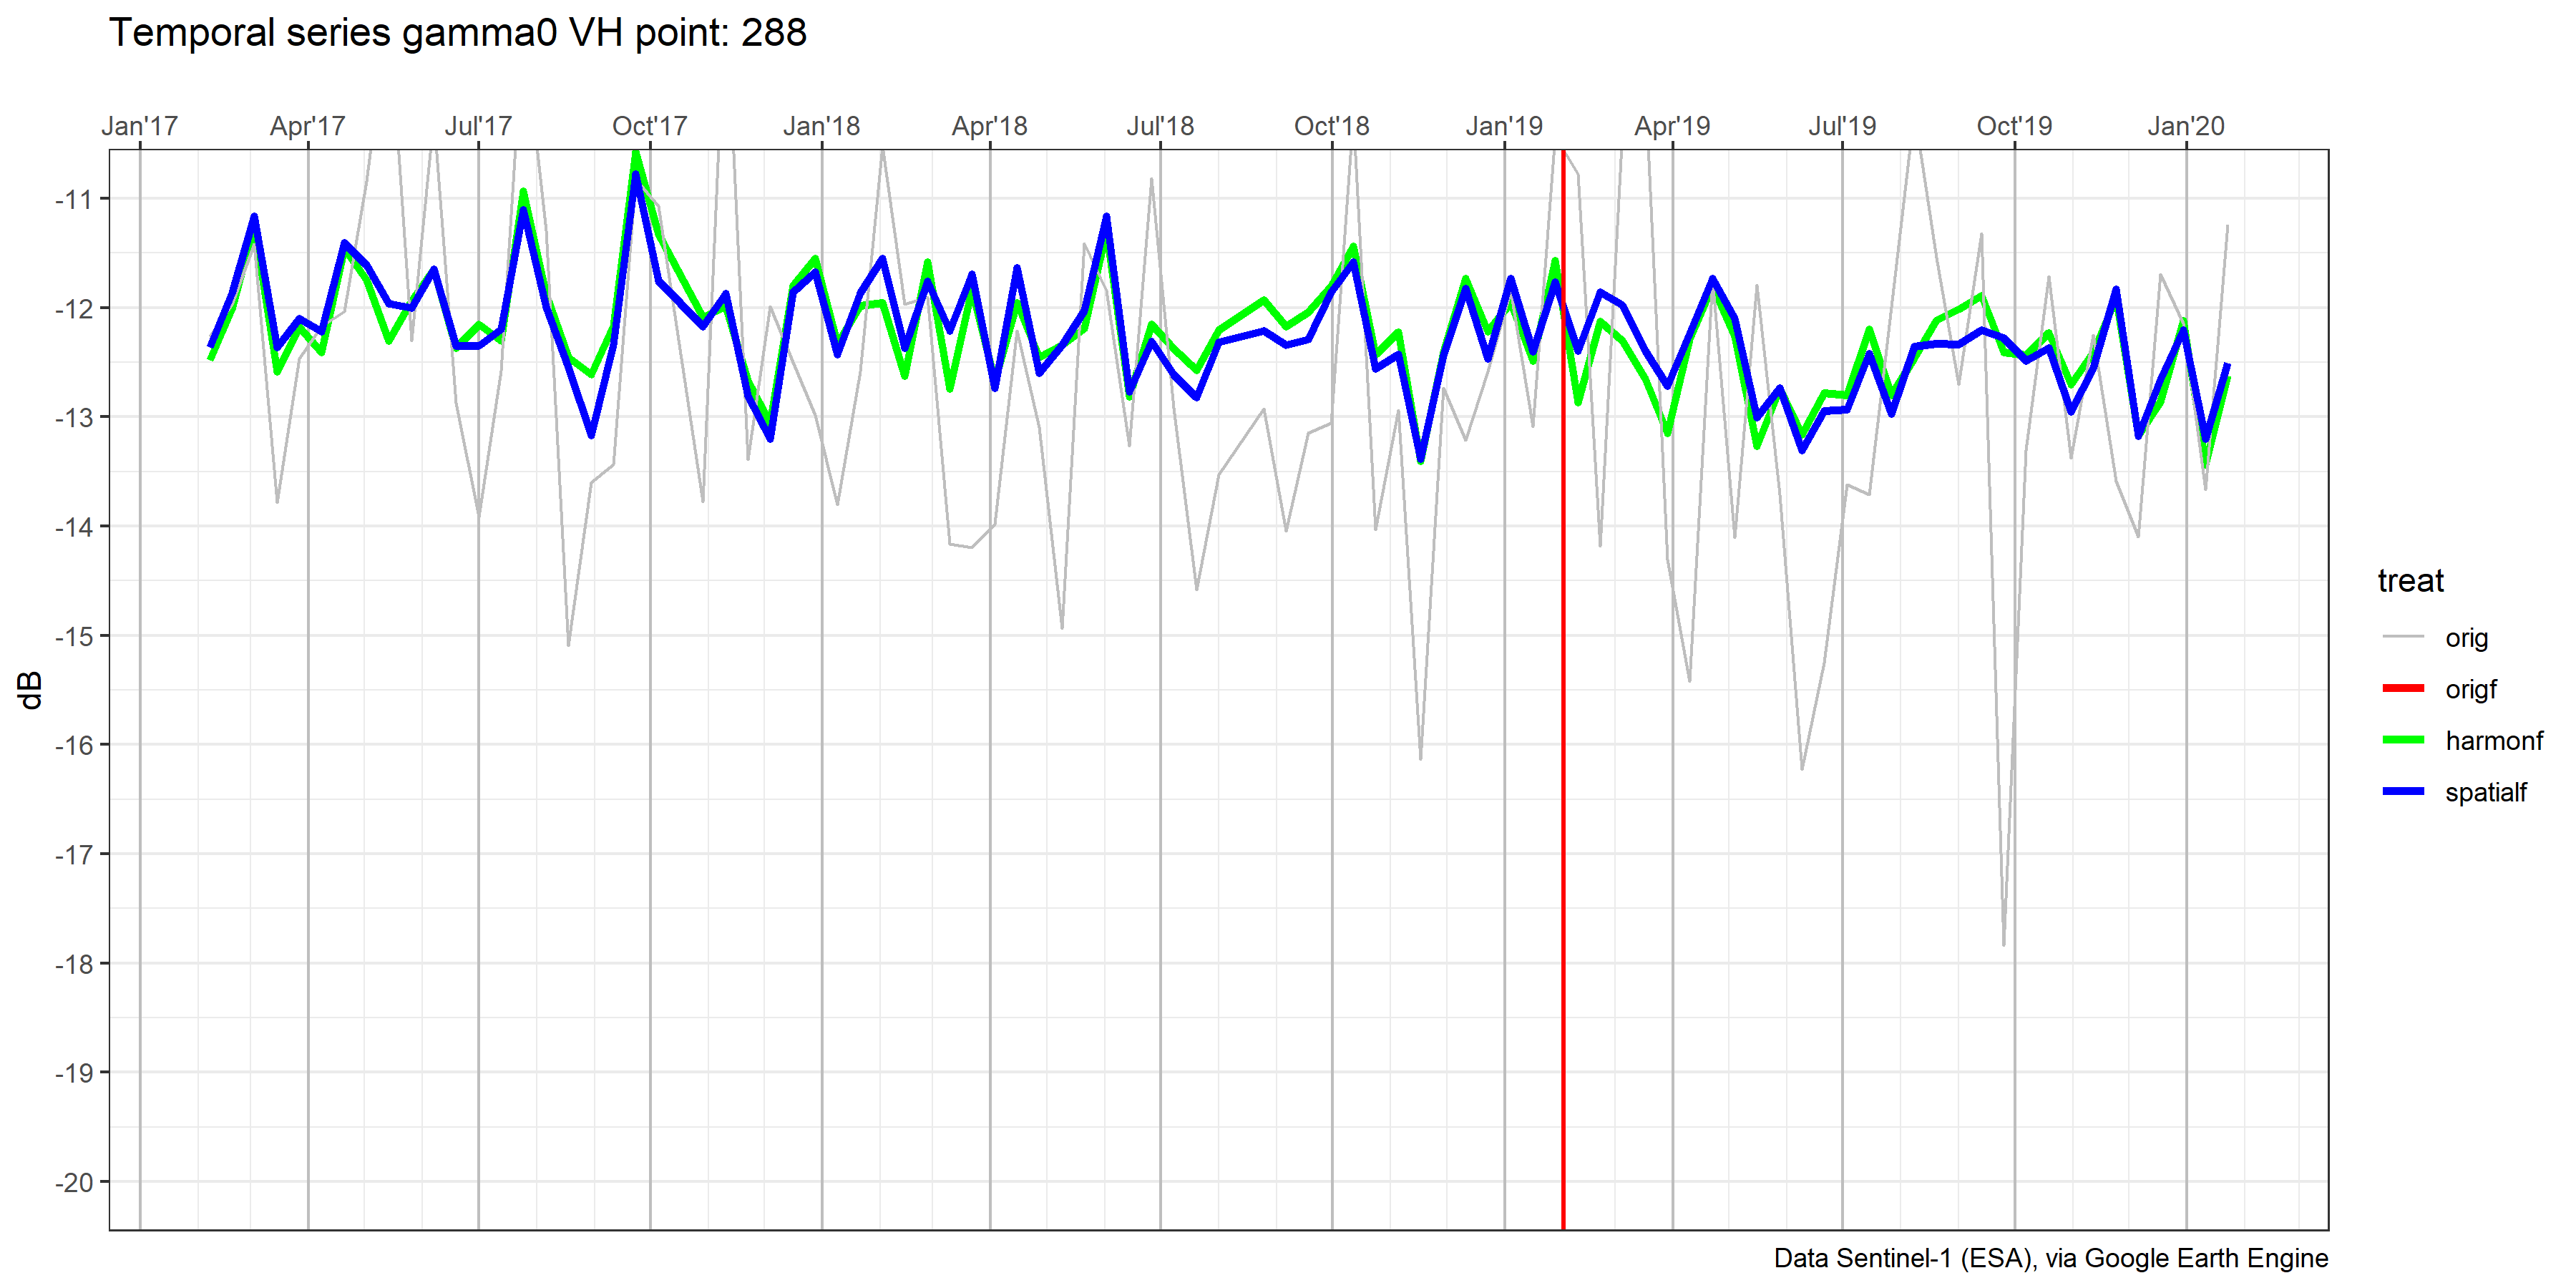 Temporal series gamma0 VH point: 288
Jan'17 Apr'17 Jul'17 Oct'17 Jan'18 Apr'18 Jul'18 Oct'18 Jan'19 Apr'19 Jul'19 Oct'19 Jan'20
-11
-12
-13
-14
-15
-16
-17
-18
-19
-20
dB
treat
orig
origf
harmonf
spatialf
Data Sentinel-1 (ESA), via Google Earth Engine